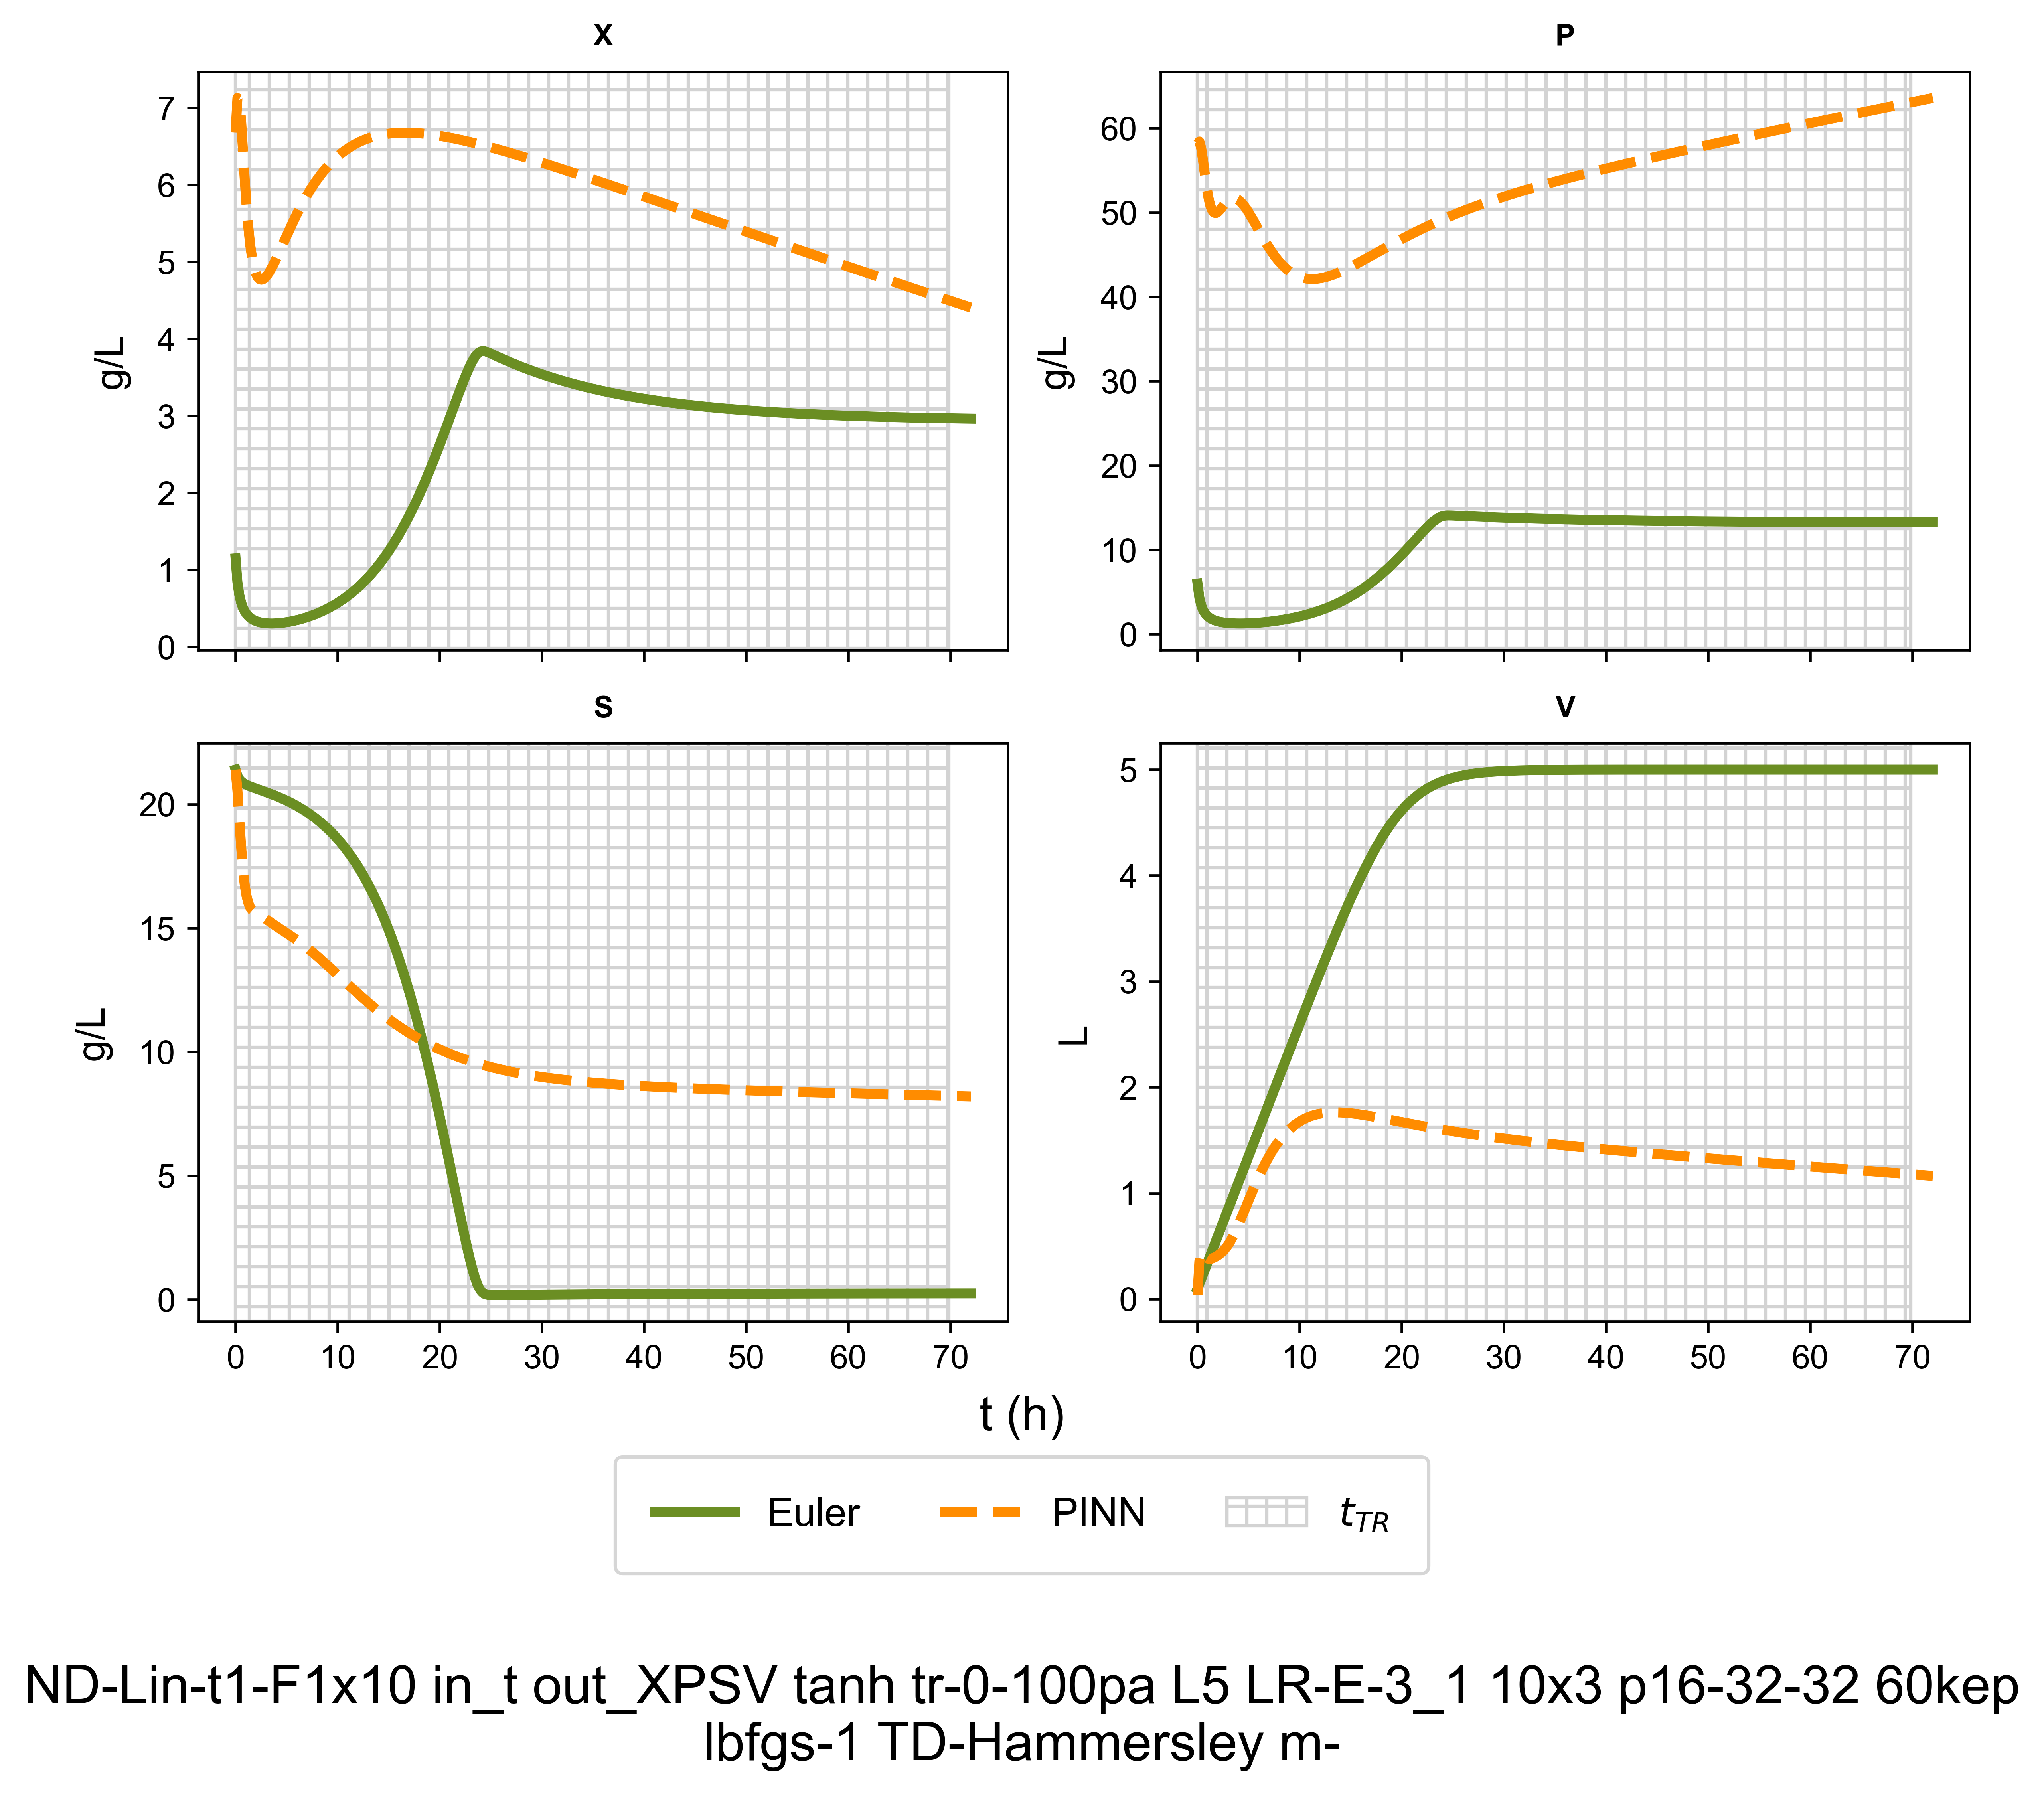 X
P
7
6
5
4
3
2
1
0
g/L
60
50
40
30
20
10
0
g/L
S
V
20
15
10
5
0
g/L
5
4
3
2
1
0
L
0 10 20 30 40 50 60 70
0 10 20 30 40 50 60 70
t (h)
Euler PINN t_TR
ND-Lin-t1-F1x10 in_t out_XPSV tanh tr-0-100pa L5 LR-E-3_1 10x3 p16-32-32 60kep
lbfgs-1 TD-Hammersley m-